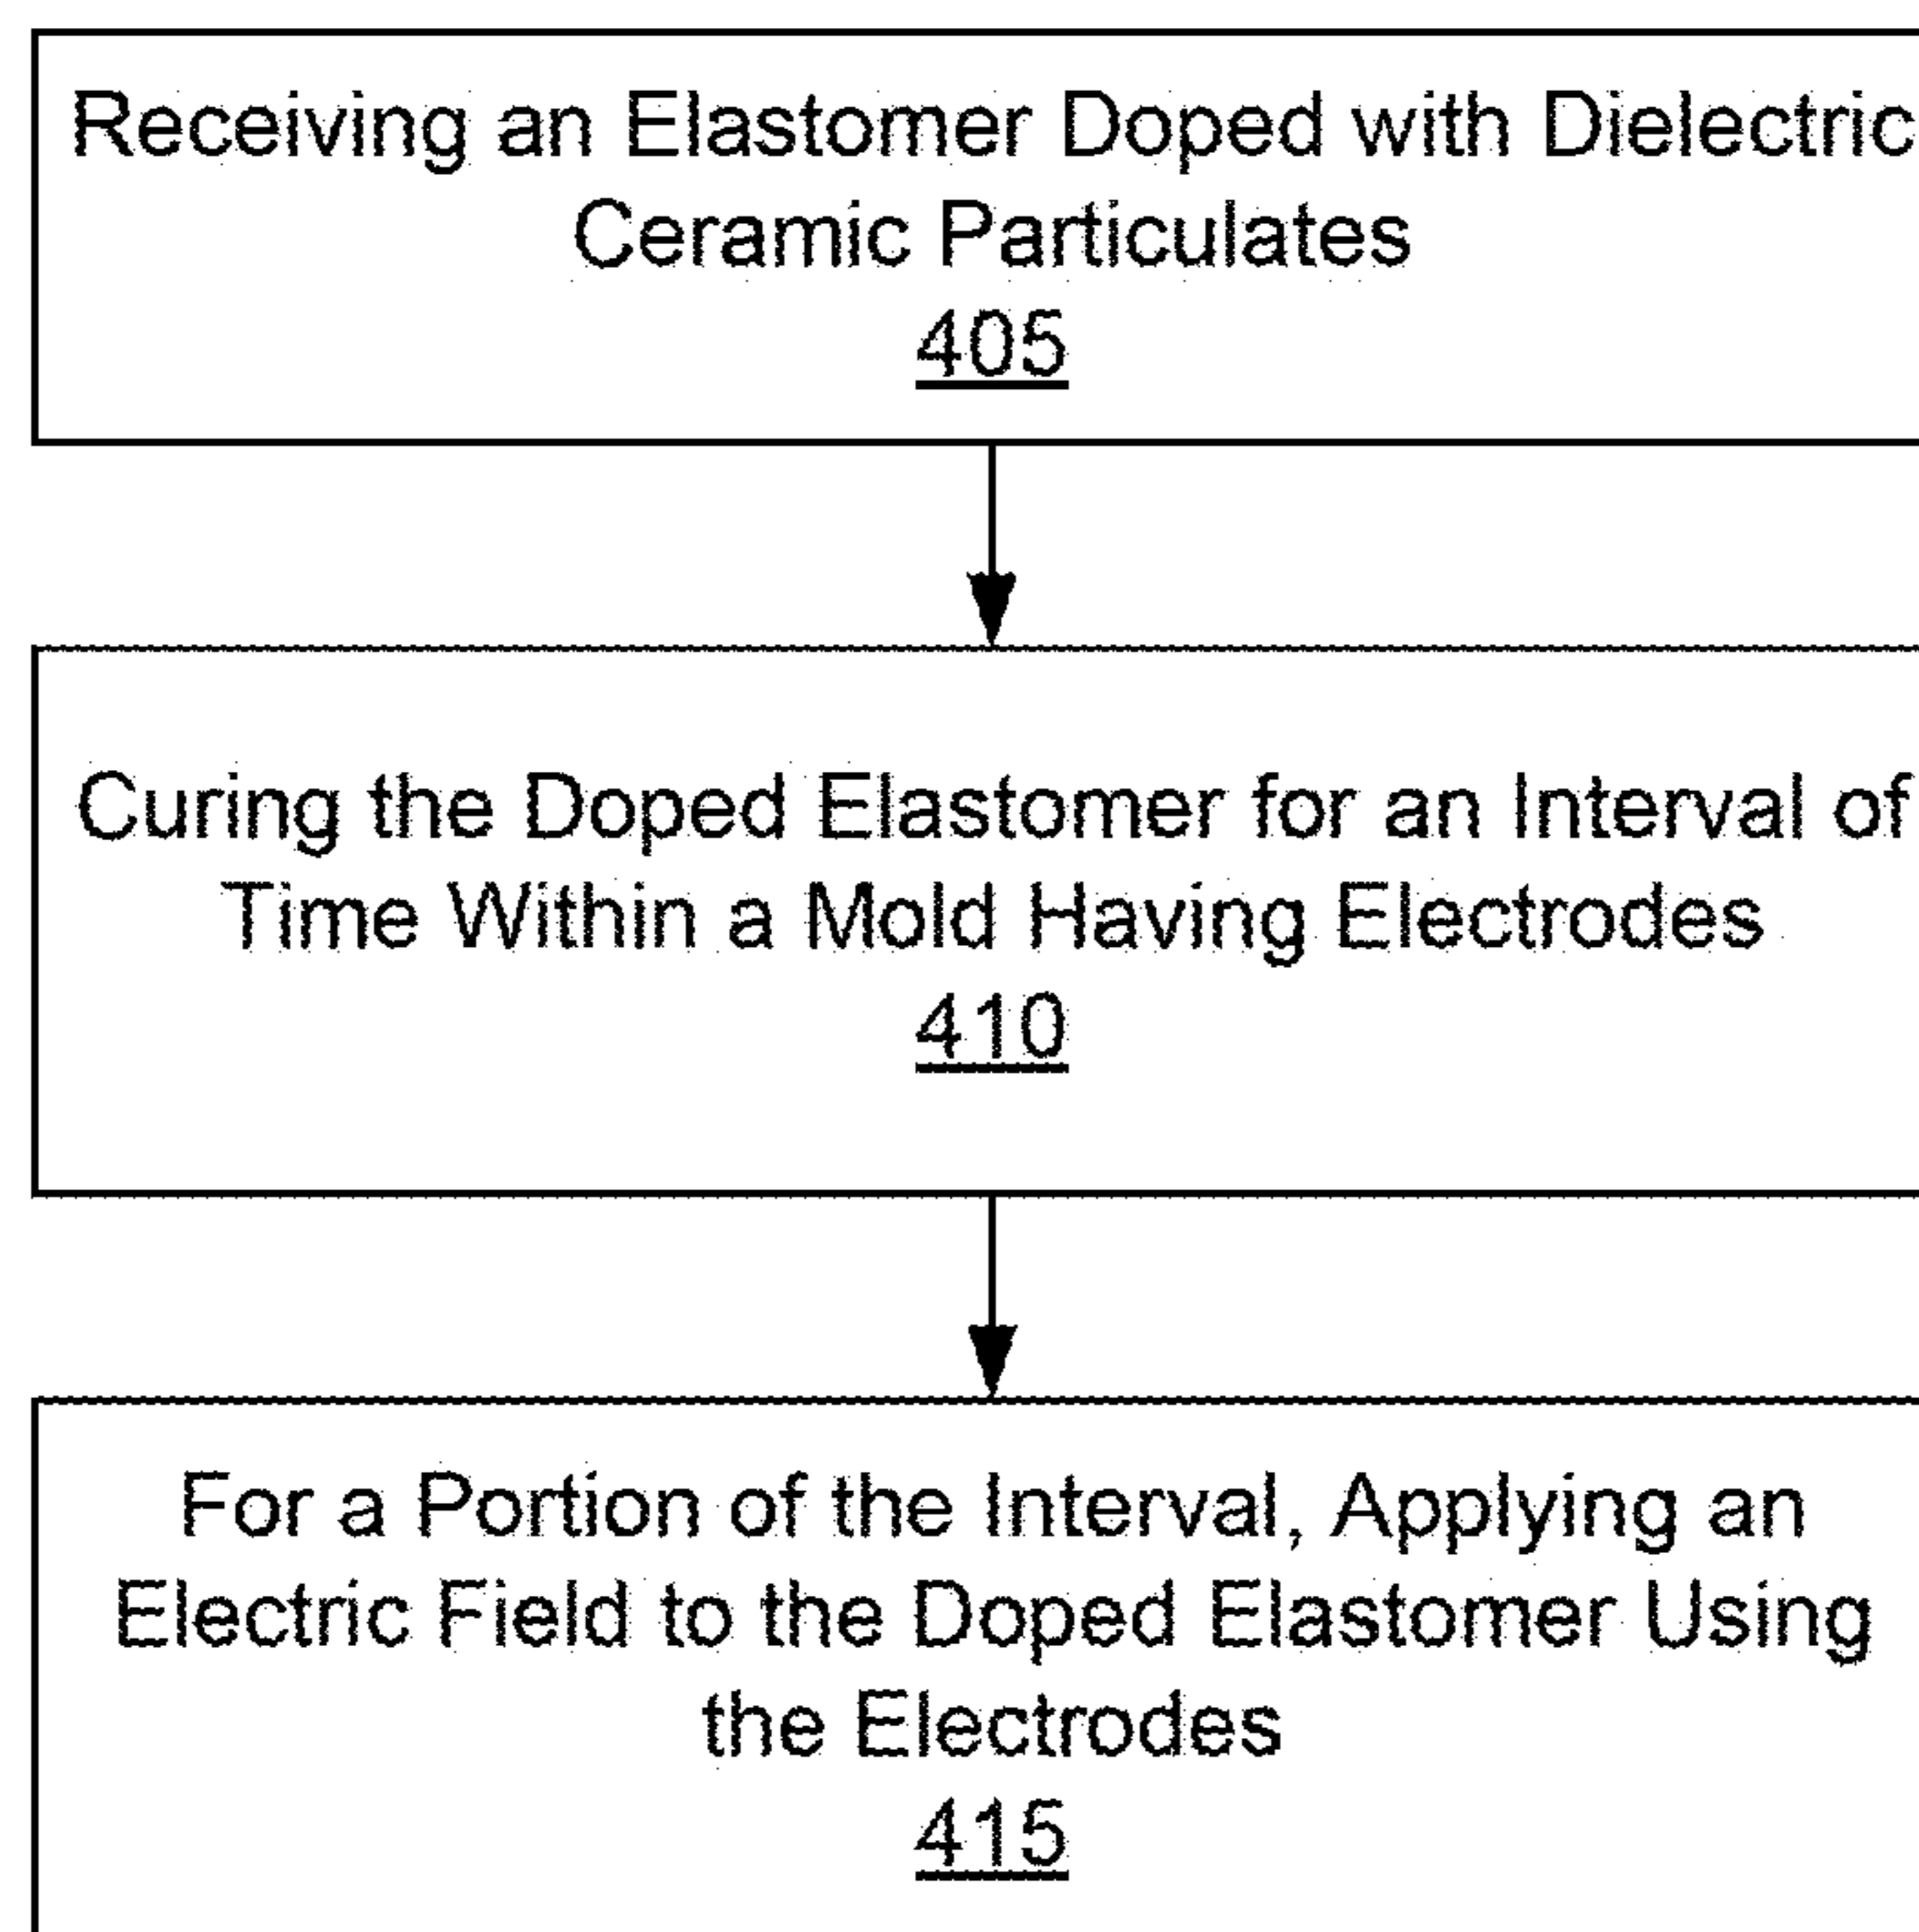 Receiving an Elastomer Doped with Dielectric
Ceramic Particulates
405
Curing the Doped Elastomer for an Interval of
Time Within a Mold Having Electrodes
410
For a Portion of the Interval, Applying an
Electric Field to the Doped Elastomer Using
the Electrodes
415